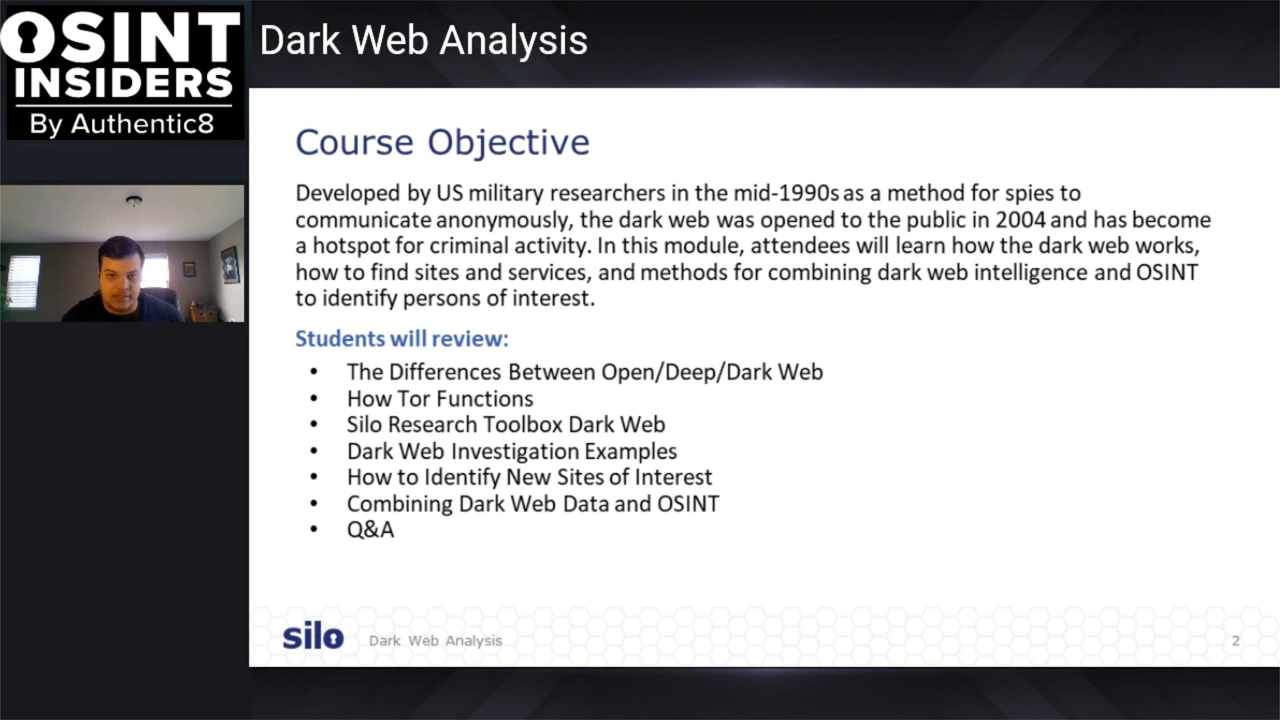 OSINT
INSIDERS
By Authentic8
Dark Web Analysis
Course Objective
Developed by US military researchers in the mid-1990s as a method for spies to
communicate anonymously, the dark web was opened to the public in 2004 and has become
a hotspot for criminal activity. In this module, attendees will learn how the dark web works,
how to find sites and services, and methods for combining dark web intelligence and OSINT
to identify persons of interest.
Students will review:
• The Differences Between Open/Deep/Dark Web
• How Tor Functions
• Silo Research Toolbox Dark Web
• Dark Web Investigation Examples
• How to Identify New Sites of Interest
• Combining Dark Web Data and OSINT
• Q&A
silo Dark Web Analysis 2